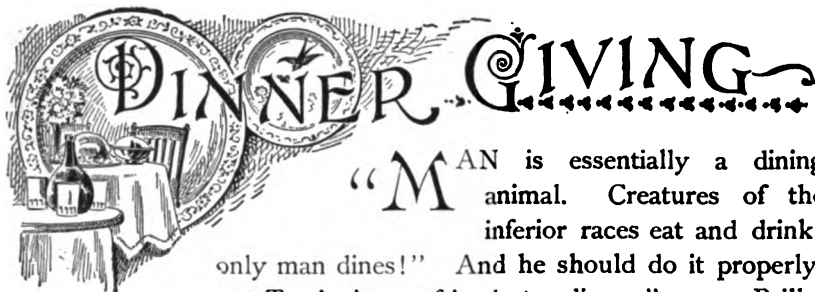 DINNER GIVING
"MAN is essentially a dining
animal. Creatures of the
inferior races eat and drink
only man dines!" And he should do it properly